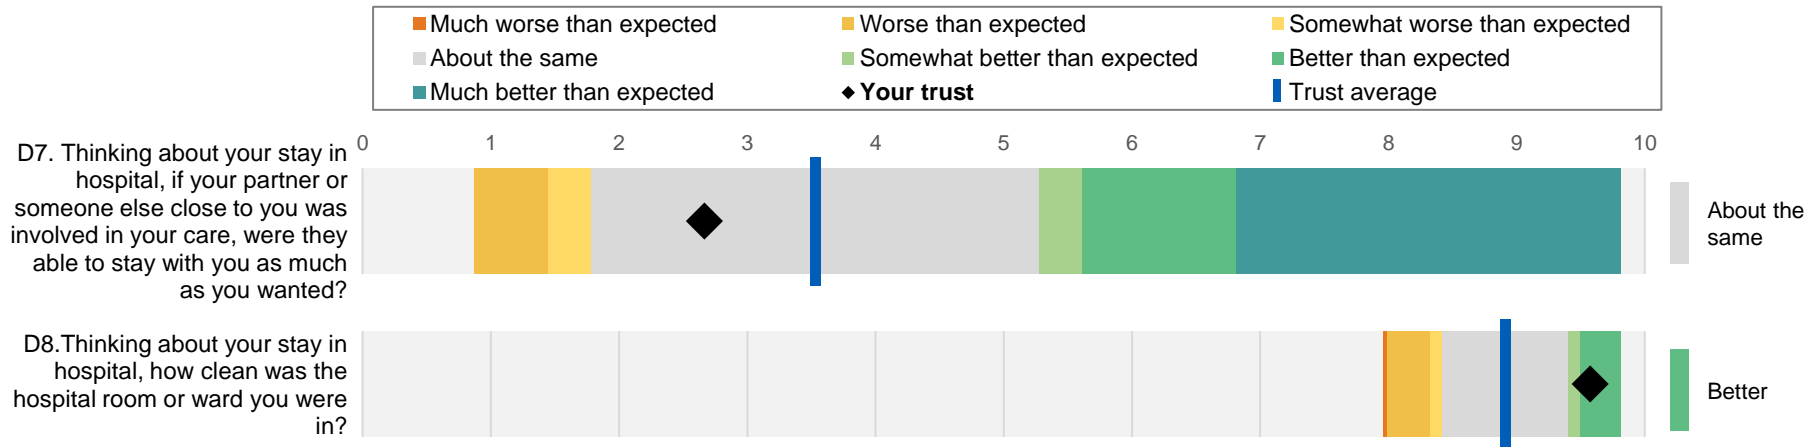 Much worse than expected
Worse than expected
Somewhat worse than expected
About the same
Somewhat better than expected
Better than expected
Much better than expected
Your trust
Trust average
0 1 2 3 4 5 6 7 8 9 10
D7. Thinking about your stay in
hospital, if your partner or
someone else close to you was
involved in your care, were they
able to stay with you as much
as you wanted?
About the
same
D8.Thinking about your stay in
hospital, how clean was the
hospital room or ward you were
in?
Better